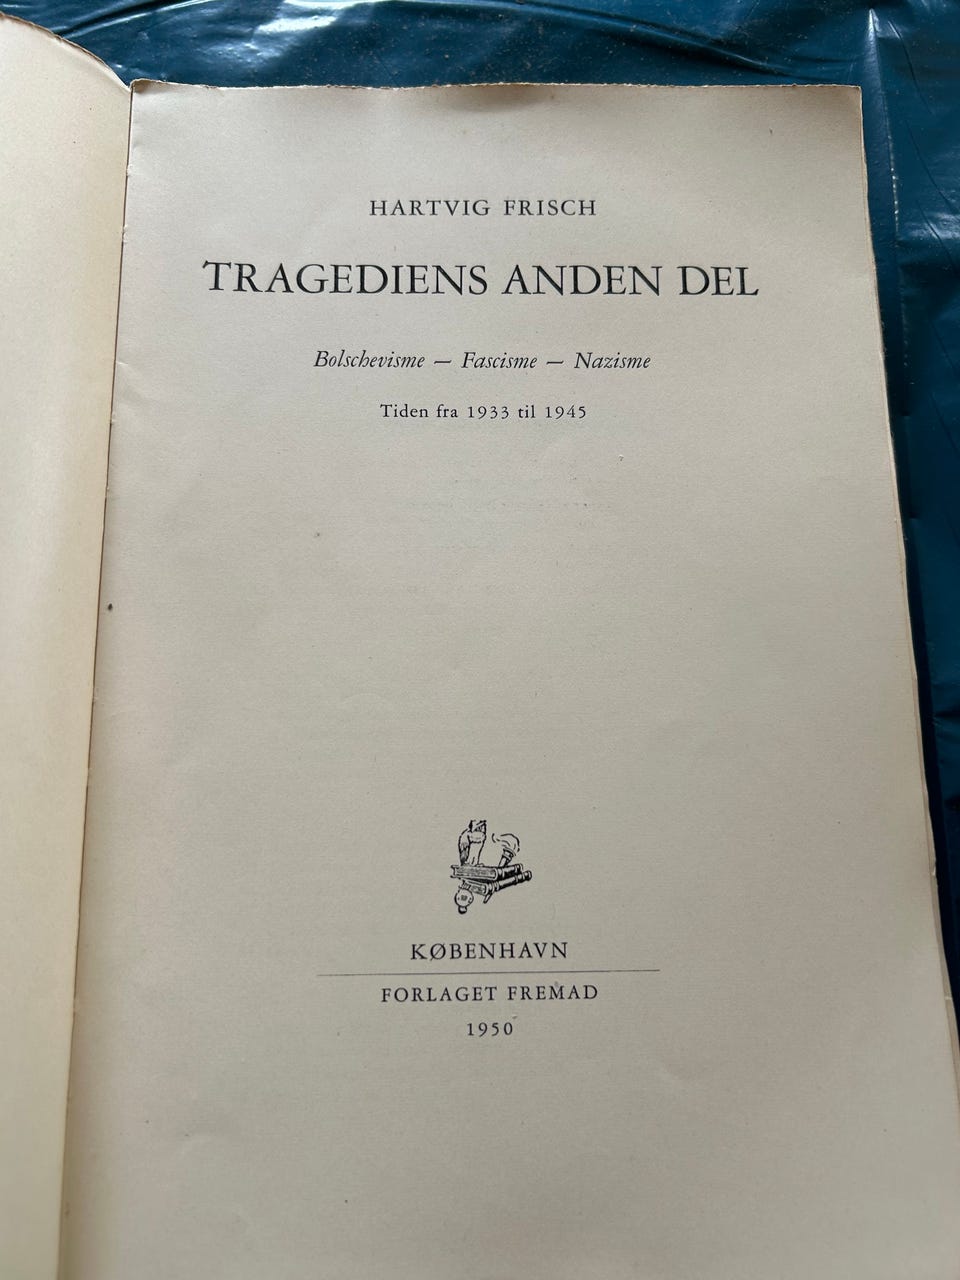 HARTVIG FRISCH
TRAGEDIENS ANDEN DEL
Bolschevisme — Fascisme — Nazisme
Tiden fra 1933 til 1945
KØBENHAVN
FORLAGET FREMAD
1950